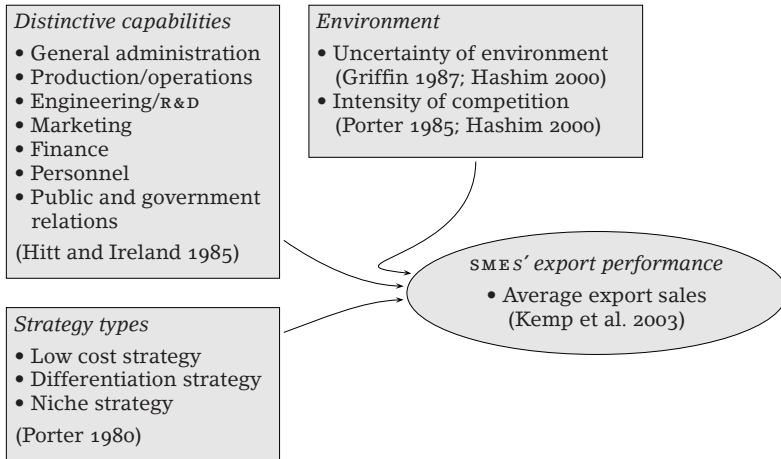 Distinctive capabilities
• General administration
• Production/operations
• Engineering/R&D
• Marketing
• Finance
• Personnel
• Public and government
relations
(Hitt and Ireland 1985)
Environment
• Uncertainty of environment
(Griffin 1987; Hashim 2000)
• Intensity of competition
(Porter 1985; Hashim 2000)
SMEs′ export performance
• Average export sales
(Kemp et al. 2003)
Strategy types
• Low cost strategy
• Differentiation strategy
• Niche strategy
(Porter 1980)